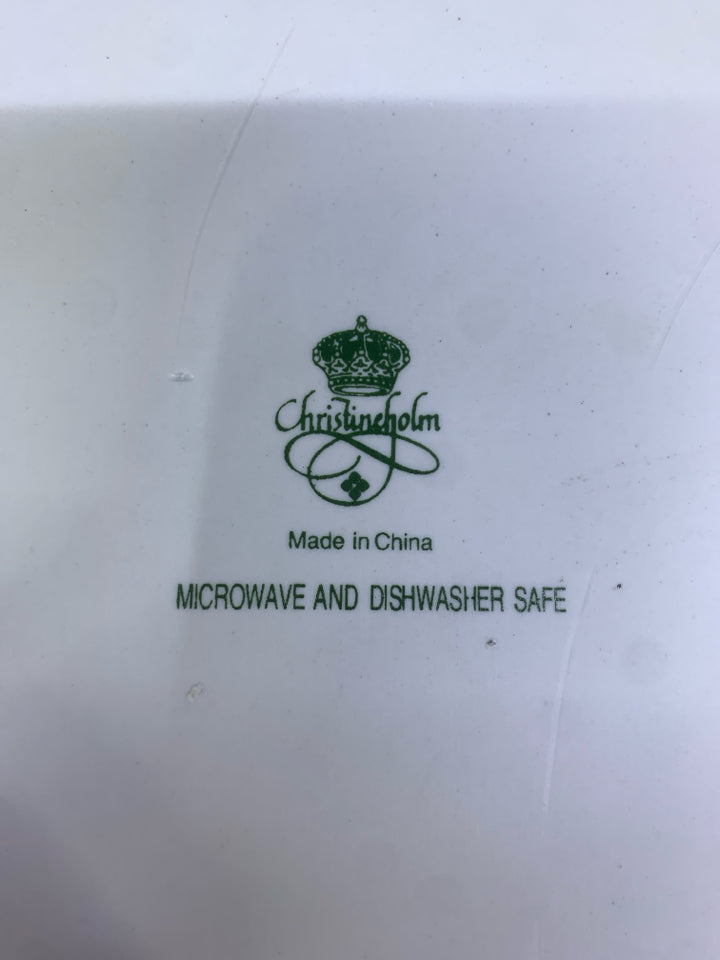 Christineholm
Made in China
MICROWAVE AND DISHWASHER SAFE